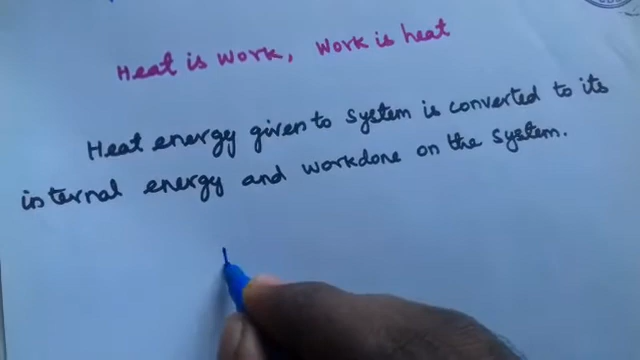 Heat is work, work is heat
Heat energy given to system is converted to its
internal energy and workdone on the system.